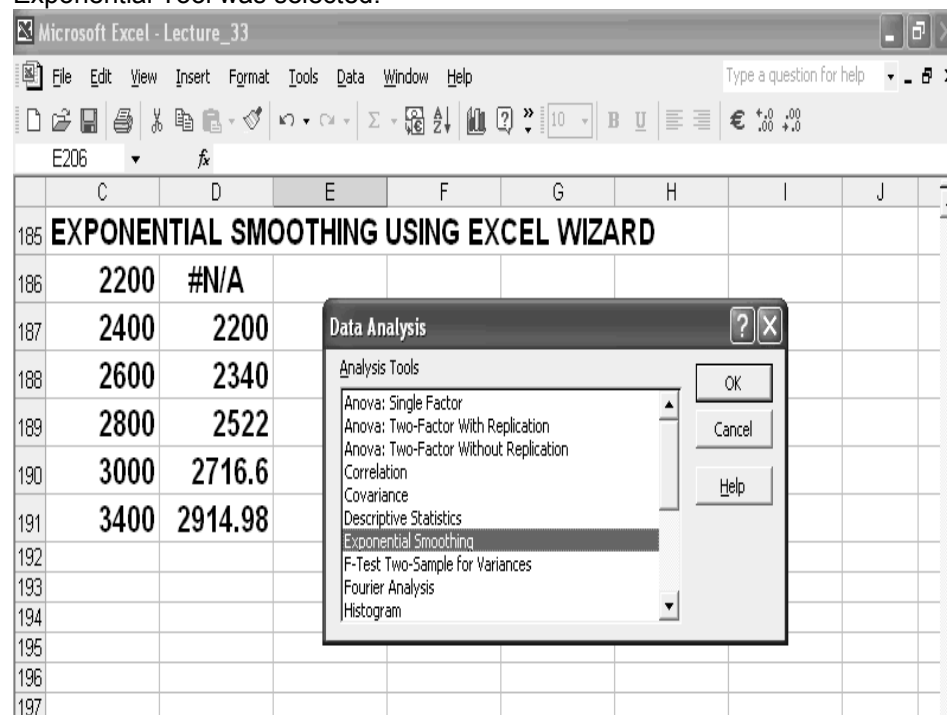 Exponential Tool was selected.
Microsoft Excel - Lecture_33
File Edit View Insert Format Tools Data Window Help Type a question for help
10 B U €
E206 fx
C D E F G H I J
185 EXPONENTIAL SMOOTHING USING EXCEL WIZARD
186 2200 #N/A
187 2400 2200
188 2600 2340
189 2800 2522
190 3000 2716.6
191 3400 2914.98
192
193
194
195
196
197
Data Analysis
Analysis Tools
Anova: Single Factor
Anova: Two-Factor With Replication
Anova: Two-Factor Without Replication
Correlation
Covariance
Descriptive Statistics
Exponential Smoothing
F-Test Two-Sample for Variances
Fourier Analysis
Histogram
OK
Cancel
Help